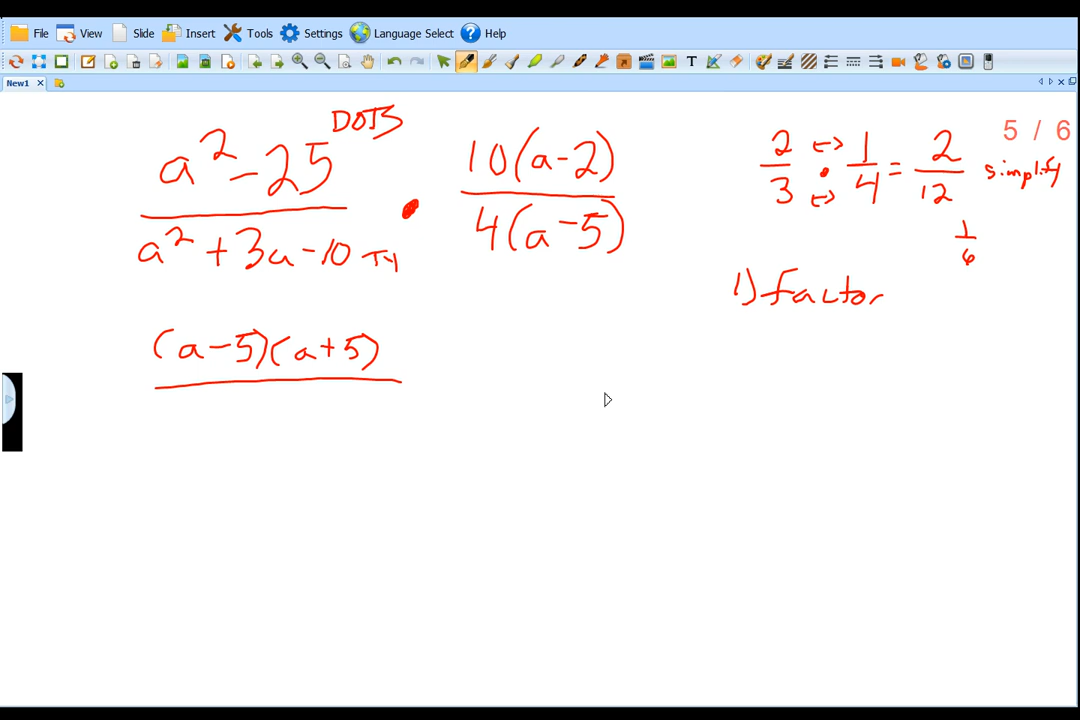 File View Slide Insert Tools Settings Language Select Help
New1
DOTS
a² - 25 / a² + 3a - 10 · 10(a-2) / 4(a-5)
2/3 ↔ · ↔ 1/4 = 2/12 simplify
5 / 6
1/6
1) factor
(a-5)(a+5)